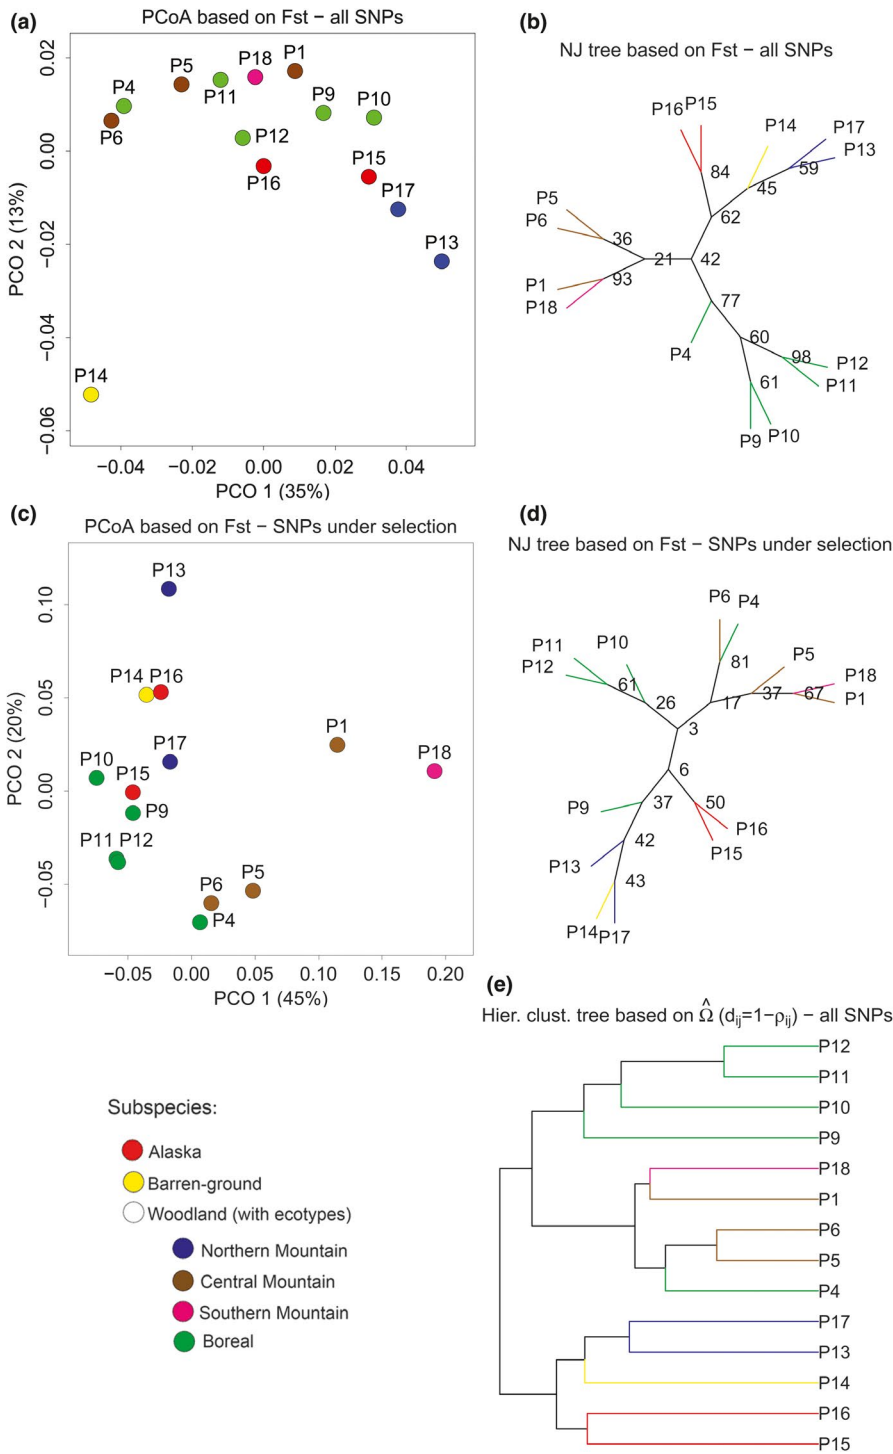 (a)
PCoA based on Fst − all SNPs
PCO 2 (13%)
0.02
0.00
−0.02
−0.04
−0.06
P4
P6
P5
P11
P18
P1
P9
P10
P12
P16
P15
P17
P13
P14
−0.04
−0.02
0.00
0.02
0.04
PCO 1 (35%)
(b)
NJ tree based on Fst − all SNPs
P16
P15
P14
P17
P13
84
59
45
62
P5
P6
36
21
42
P1
93
P18
77
P4
60
98
P12
61
P11
P9
P10
(c)
PCoA based on Fst − SNPs under selection
PCO 2 (20%)
0.10
0.05
0.00
−0.05
P13
P14
P16
P17
P1
P18
P10
P15
P9
P11
P12
P6
P5
P4
−0.05
0.00
0.05
0.10
0.15
0.20
PCO 1 (45%)
(d)
NJ tree based on Fst − SNPs under selection
P6
P4
P11
P10
P12
81
P5
P18
61
26
17
37
67
P1
3
6
P9
37
50
P16
P15
42
P13
43
P14
P17
(e)
Hier. clust. tree based on Ω̂ (dij=1−ρij) − all SNPs
P12
P11
P10
P9
P18
P1
P6
P5
P4
P17
P13
P14
P16
P15
Subspecies:
Alaska
Barren-ground
Woodland (with ecotypes)
Northern Mountain
Central Mountain
Southern Mountain
Boreal